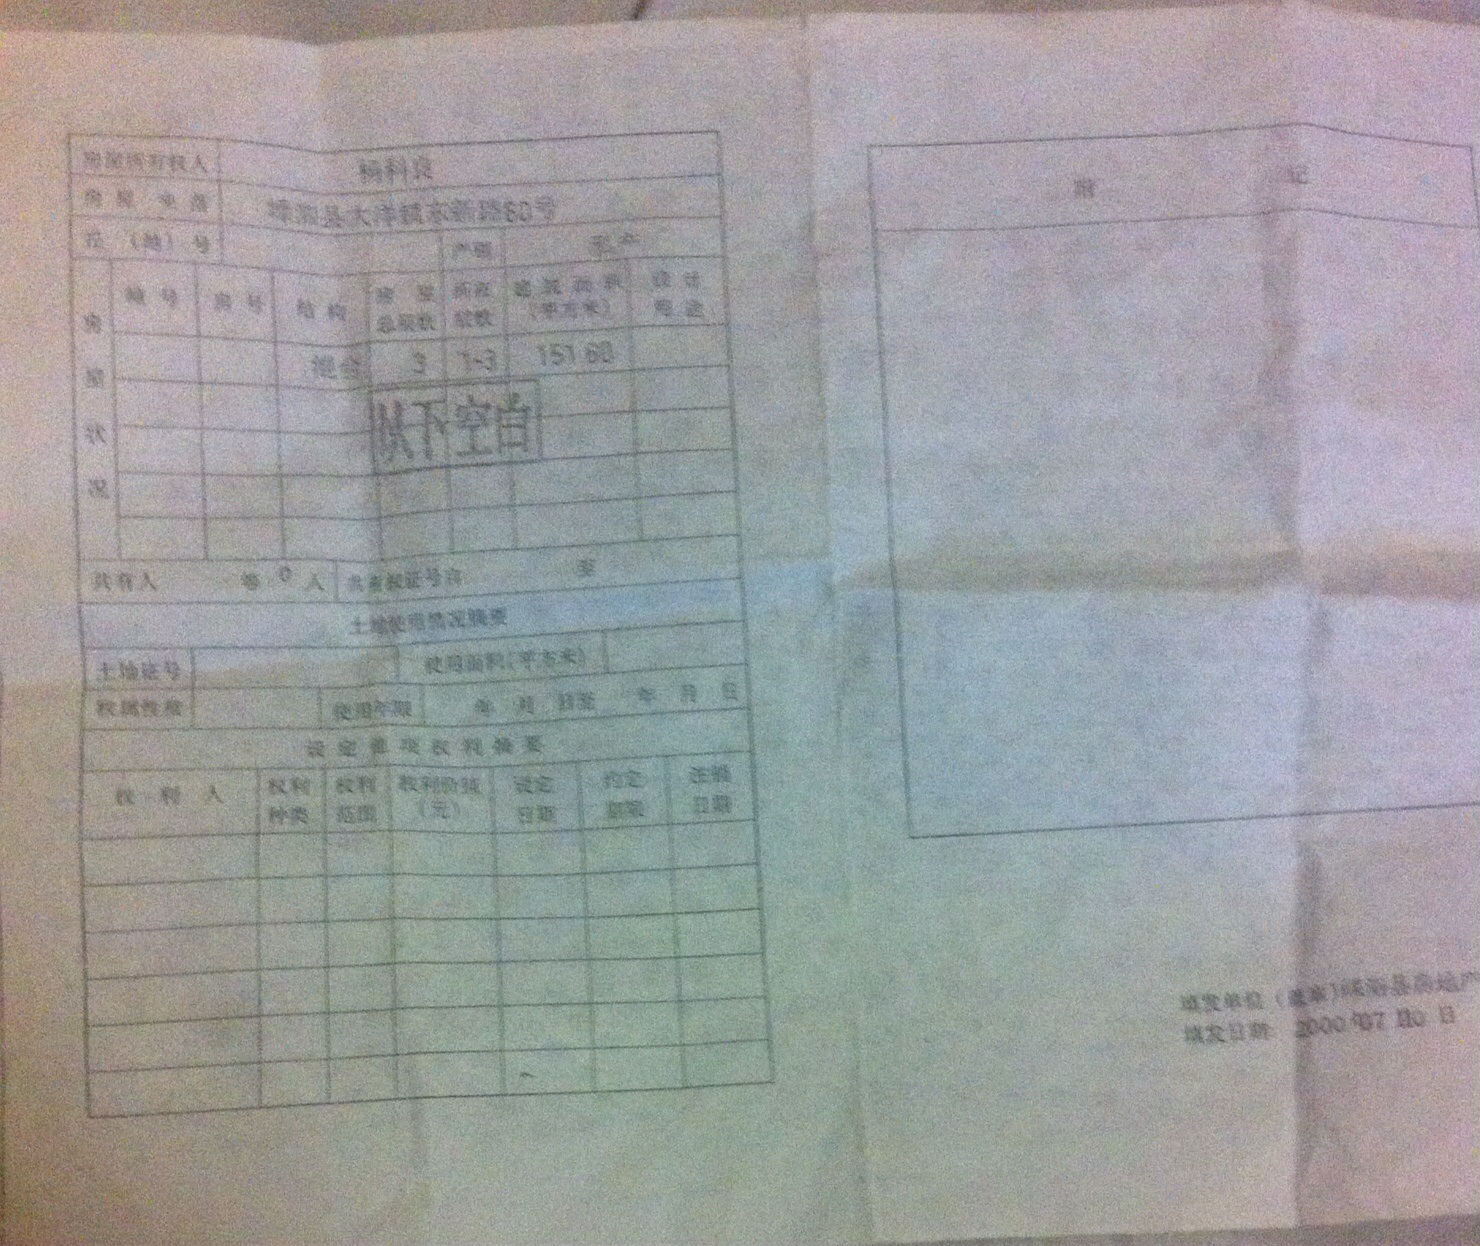 房屋所有权人
房屋坐落 县大洋镇东新路60号
丘（地）号 产别 私产
房屋状况
幢号 房号 结构 房屋总层数 所在层数 建筑面积（平方米） 设计用途
混合 3 1-3 151.60
以下空白
共有人 等 0 人 共有权证号自 至
土地使用情况摘要
土地证号 使用面积(平方米)
权属性质 使用年限 年 月 日至 年 月 日
设定他项权利摘要
权利人 权利种类 权利范围 权利价值（元） 设定日期 约定期限 注销日期
附 记
填发单位（盖章） 县房地产
填发日期 2000 07